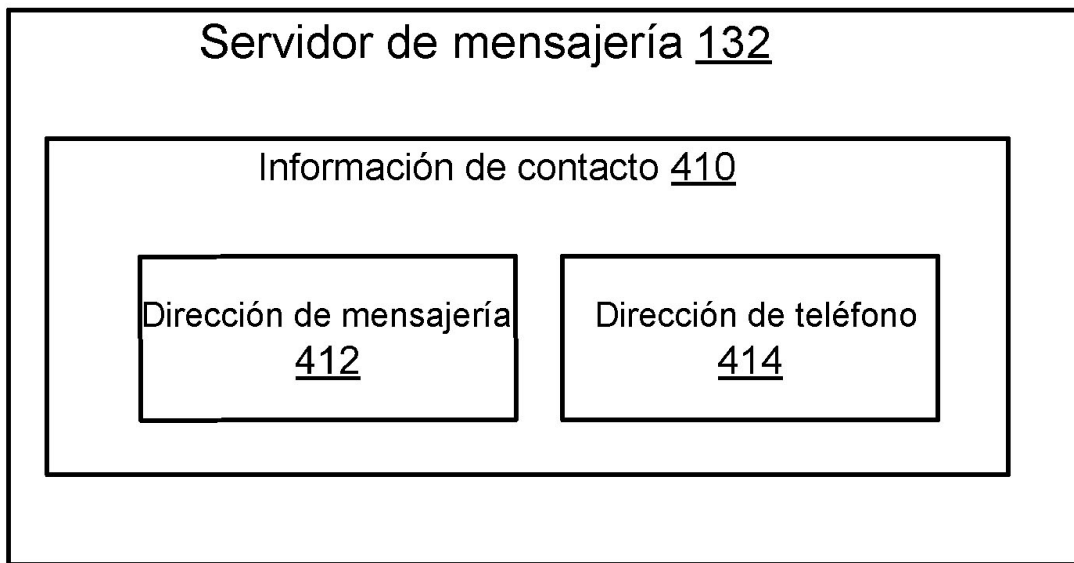 Servidor de mensajería 132
Información de contacto 410
Dirección de mensajería
412
Dirección de teléfono
414